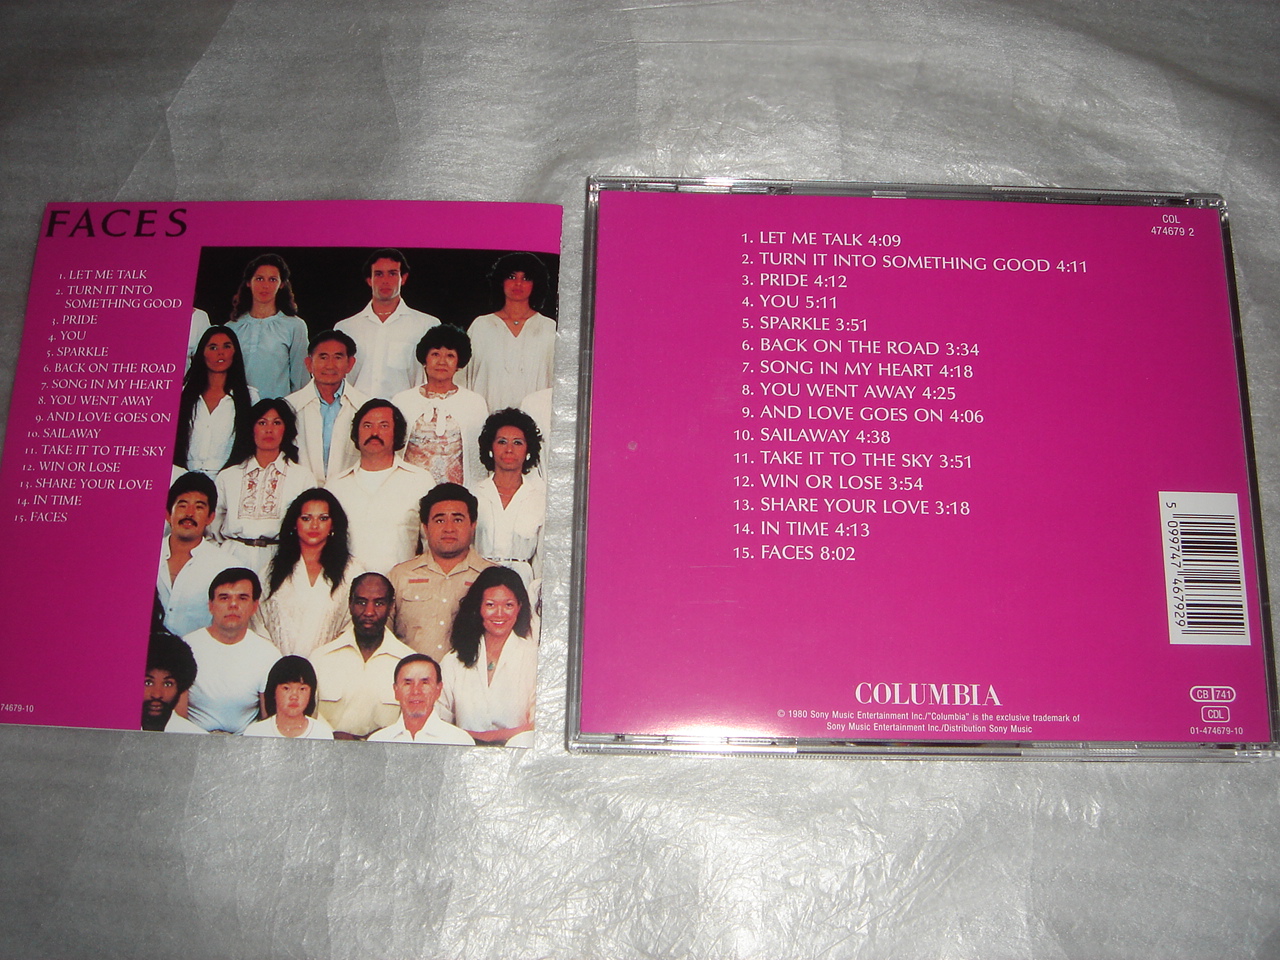 FACES
1. LET ME TALK
2. TURN IT INTO
SOMETHING GOOD
3. PRIDE
4. YOU
5. SPARKLE
6. BACK ON THE ROAD
7. SONG IN MY HEART
8. YOU WENT AWAY
9. AND LOVE GOES ON
10. SAILAWAY
11. TAKE IT TO THE SKY
12. WIN OR LOSE
13. SHARE YOUR LOVE
14. IN TIME
15. FACES
74679-10
COL
474679 2
1. LET ME TALK 4:09
2. TURN IT INTO SOMETHING GOOD 4:11
3. PRIDE 4:12
4. YOU 5:11
5. SPARKLE 3:51
6. BACK ON THE ROAD 3:34
7. SONG IN MY HEART 4:18
8. YOU WENT AWAY 4:25
9. AND LOVE GOES ON 4:06
10. SAILAWAY 4:38
11. TAKE IT TO THE SKY 3:51
12. WIN OR LOSE 3:54
13. SHARE YOUR LOVE 3:18
14. IN TIME 4:13
15. FACES 8:02
5 099747 467929
COLUMBIA
© 1980 Sony Music Entertainment Inc./"Columbia" is the exclusive trademark of
Sony Music Entertainment Inc./Distribution Sony Music
CB 741
CDL
01-474679-10